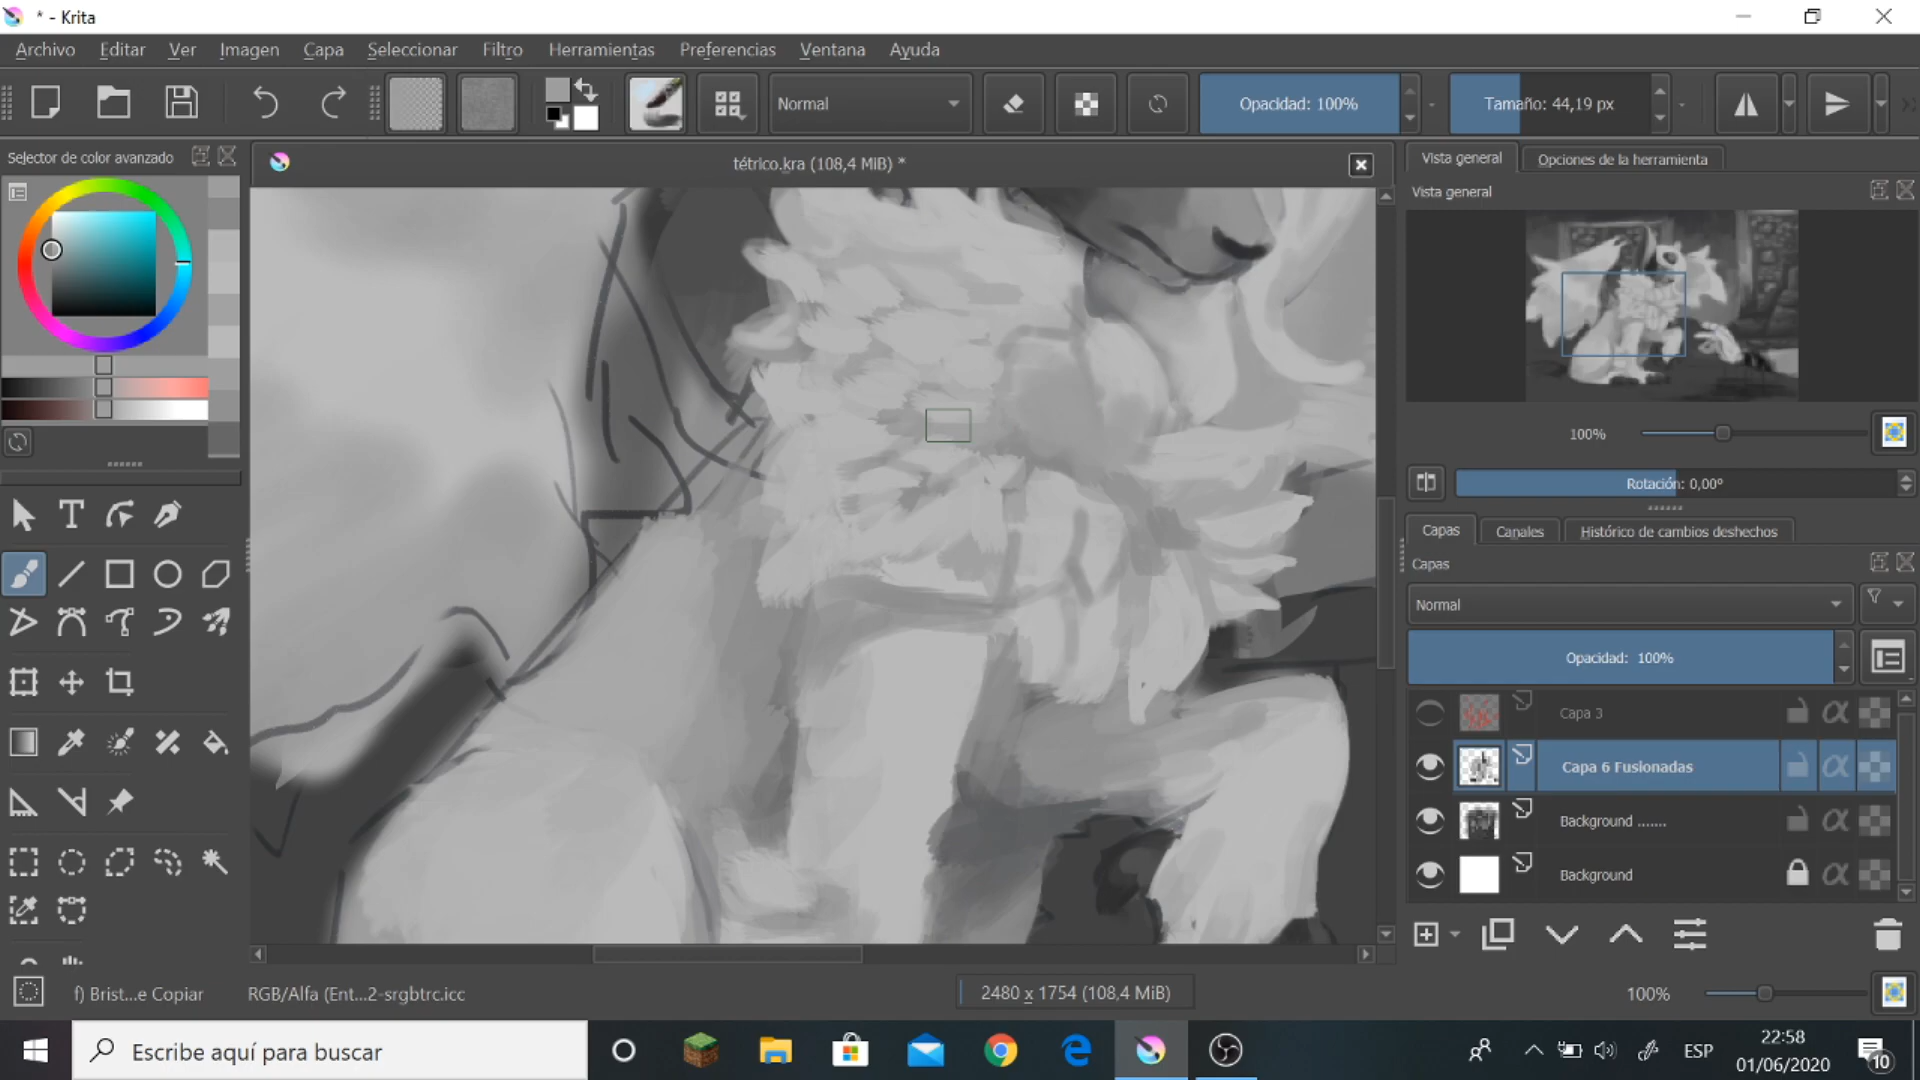 * - Krita
Archivo Editar Ver Imagen Capa Seleccionar Filtro Herramientas Preferencias Ventana Ayuda
Normal Opacidad: 100% Tamaño: 44,19 px
Selector de color avanzado
tétrico.kra (108,4 MiB) *
Vista general Opciones de la herramienta
Vista general
100%
Rotación: 0,00º
Capas Canales Histórico de cambios deshechos
Capas
Normal
Opacidad: 100%
Capa 3
Capa 6 Fusionadas
Background .......
Background
f) Brist...e Copiar RGB/Alfa (Ent...2-srgbtrc.icc 2480 x 1754 (108,4 MiB) 100%
Escribe aquí para buscar
ESP
22:58
01/06/2020
10